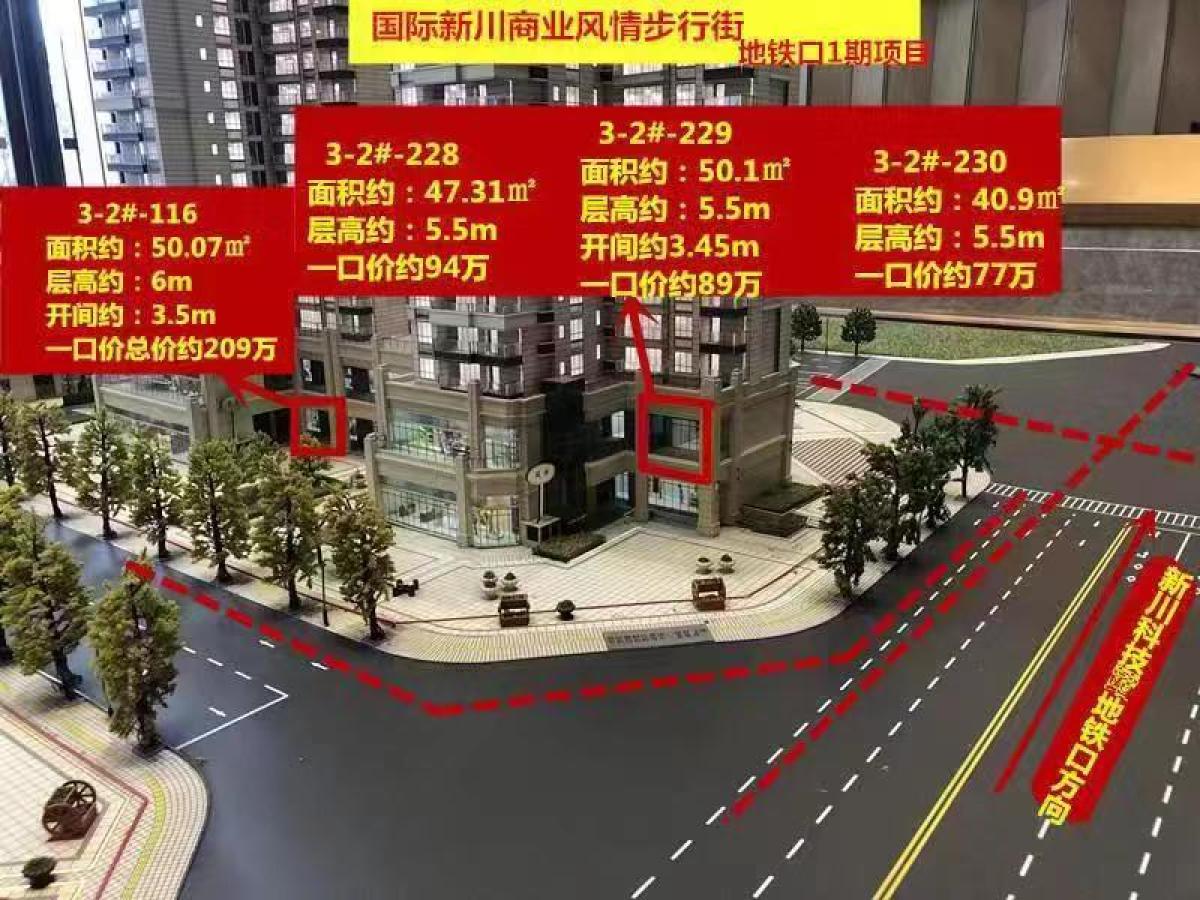 国际新川商业风情步行街
地铁口1期项目
3-2#-116
面积约：50.07㎡
层高约：6m
开间约：3.5m
一口价总价约209万
3-2#-228
面积约：47.31㎡
层高约：5.5m
一口价约94万
3-2#-229
面积约：50.1㎡
层高约：5.5m
开间约3.45m
一口价约89万
3-2#-230
面积约：40.9㎡
层高约：5.5m
一口价约77万
新川科技园地铁口方向